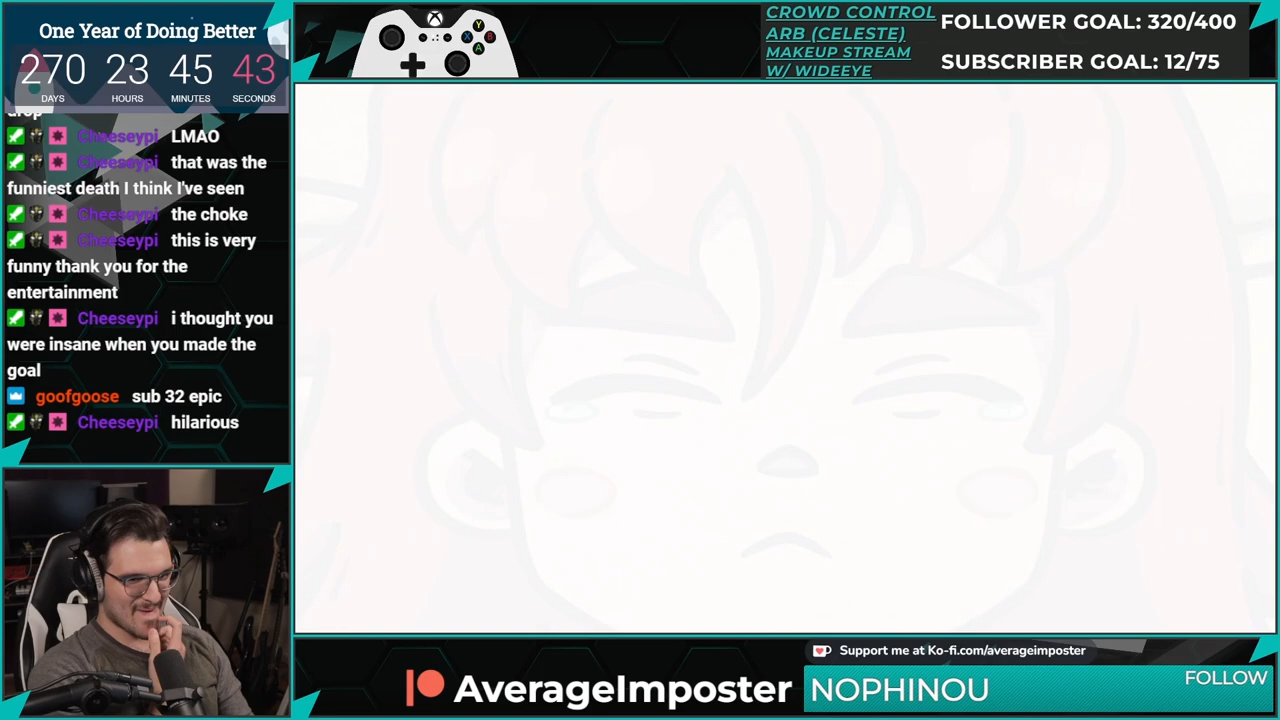 One Year of Doing Better
270 23 45 43
DAYS HOURS MINUTES SECONDS
drop
Cheeseypi LMAO
Cheeseypi that was the
funniest death I think I've seen
Cheeseypi the choke
Cheeseypi this is very
funny thank you for the
entertainment
Cheeseypi i thought you
were insane when you made the
goal
goofgoose sub 32 epic
Cheeseypi hilarious
CROWD CONTROL
ARB (CELESTE)
MAKEUP STREAM
W/ WIDEEYE
FOLLOWER GOAL: 320/400
SUBSCRIBER GOAL: 12/75
Y
X B
A
AverageImposter
Support me at Ko-fi.com/averageimposter
NOPHINOU
FOLLOW